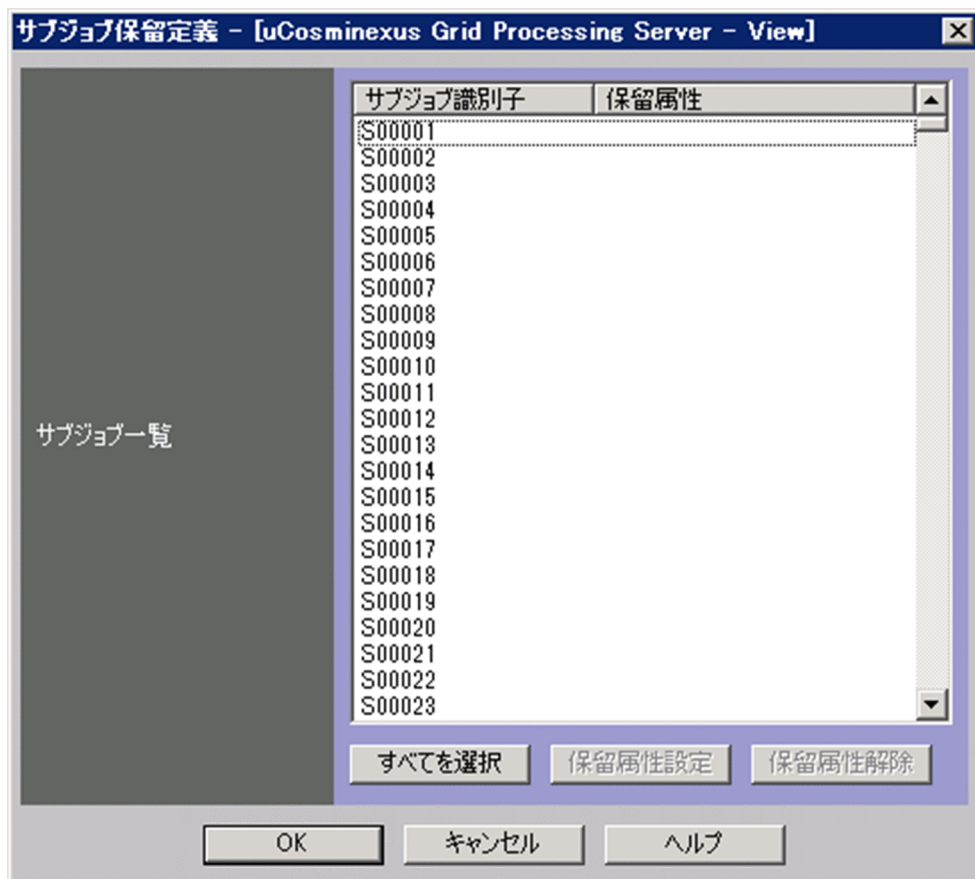 サブジョブ保留定義 - [uCosminexus Grid Processing Server - View]
サブジョブ識別子 保留属性
S00001
S00002
S00003
S00004
S00005
S00006
S00007
S00008
S00009
S00010
S00011
S00012
サブジョブ一覧
S00013
S00014
S00015
S00016
S00017
S00018
S00019
S00020
S00021
S00022
S00023
すべてを選択 保留属性設定 保留属性解除
OK キャンセル ヘルプ